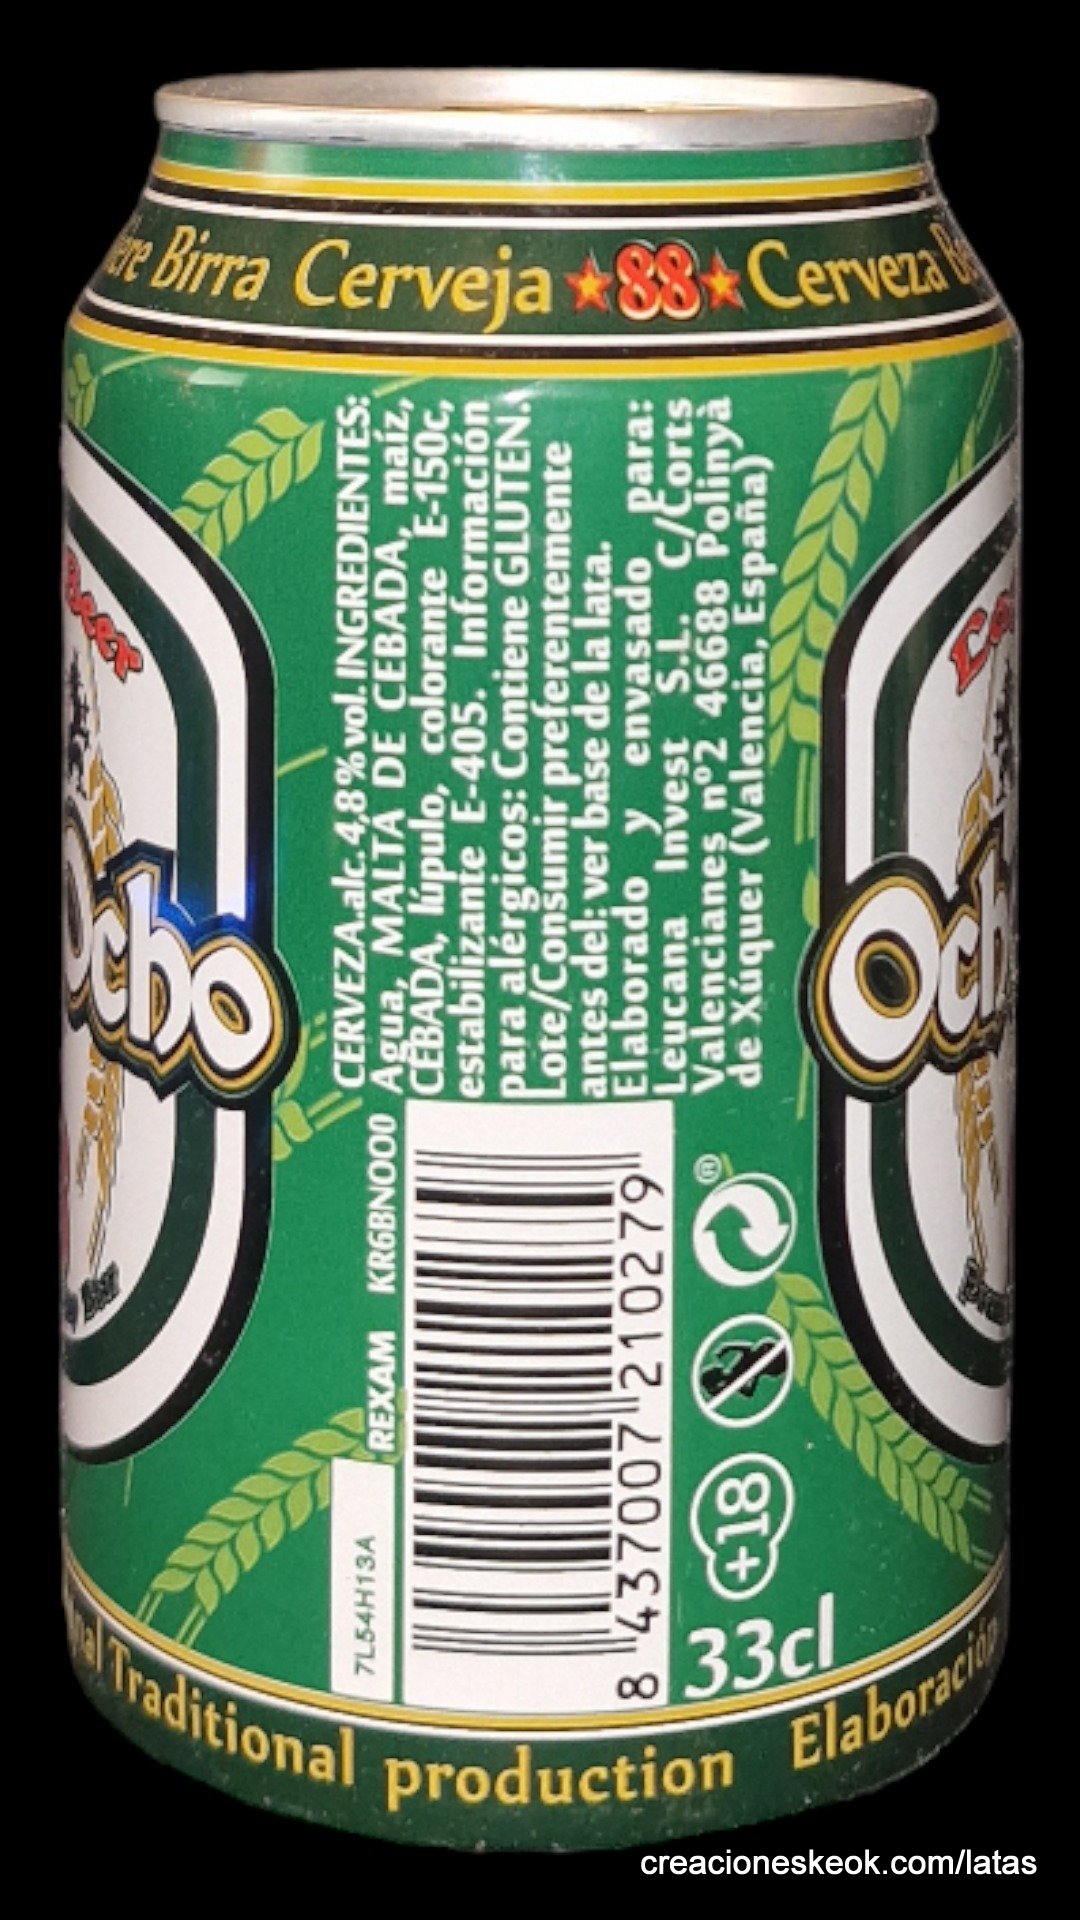 Birra Cerveja ★88★ Cerveza
Beer
Ocho
Och
CERVEZA.alc. 4,8% vol. INGREDIENTES:
Agua, MALTA DE CEBADA, maíz,
CEBADA, lúpulo, colorante E-150c,
estabilizante E-405. Información
para alérgicos: Contiene GLUTEN.
Lote/Consumir preferentemente
antes del: ver base de la lata.
Elaborado y envasado para:
Leucana Invest S.L. C/Corts
Valencianes nº2 46688 Polinyà
de Xúquer (Valencia, España)
REXAM KR6BN000
7L54H13A
8 437007 210279
®
+18
33cl
Traditional production Elaboración
creacioneskeok.com/latas